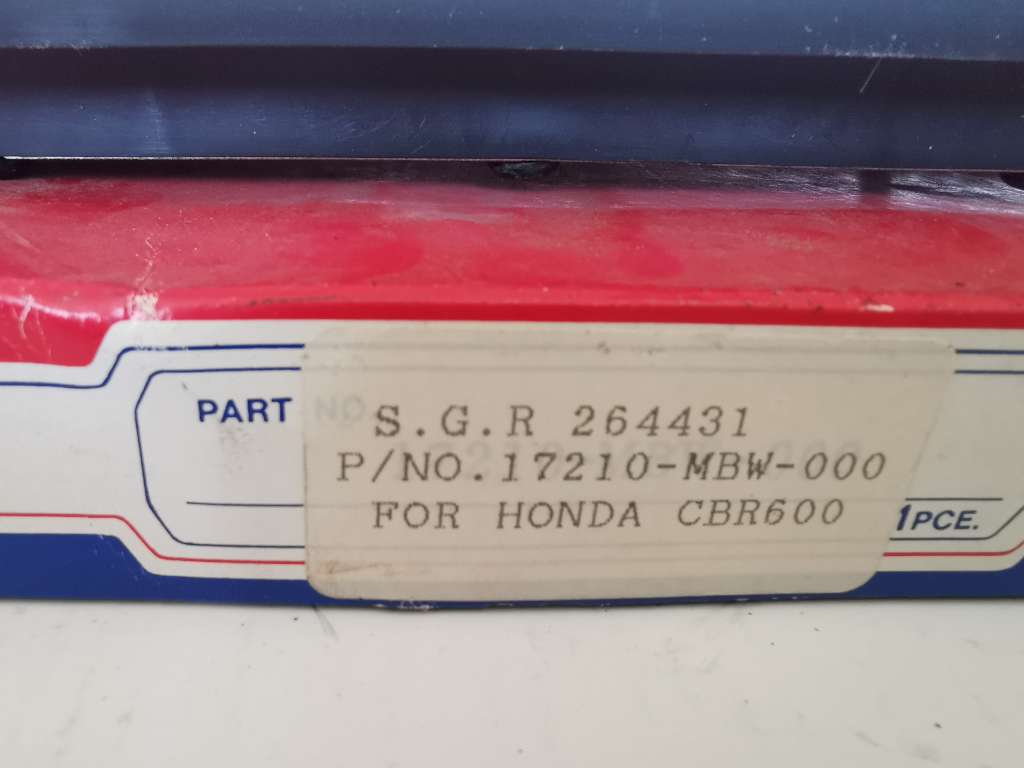 PART NO.
S.G.R 264431
P/NO.17210-MBW-000
FOR HONDA CBR600
1PCE.